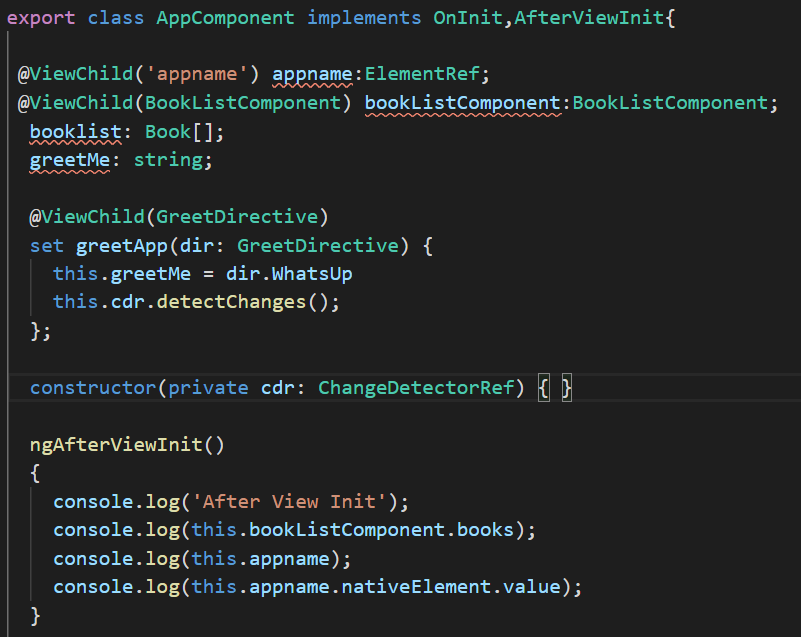 export class AppComponent implements OnInit,AfterViewInit{
@ViewChild('appname') appname:ElementRef;
@ViewChild(BookListComponent) bookListComponent:BookListComponent;
booklist: Book[];
greetMe: string;
@ViewChild(GreetDirective)
set greetApp(dir: GreetDirective) {
this.greetMe = dir.WhatsUp
this.cdr.detectChanges();
};
constructor(private cdr: ChangeDetectorRef) { }
ngAfterViewInit()
{
console.log('After View Init');
console.log(this.bookListComponent.books);
console.log(this.appname);
console.log(this.appname.nativeElement.value);
}